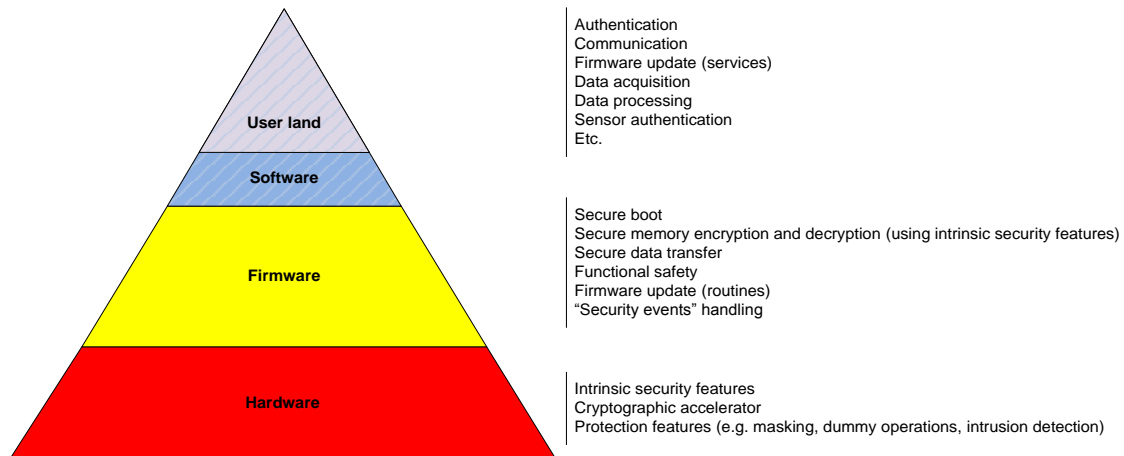 User land
Software
Firmware
Hardware
Authentication
Communication
Firmware update (services)
Data acquisition
Data processing
Sensor authentication
Etc.
Secure boot
Secure memory encryption and decryption (using intrinsic security features)
Secure data transfer
Functional safety
Firmware update (routines)
“Security events” handling
Intrinsic security features
Cryptographic accelerator
Protection features (e.g. masking, dummy operations, intrusion detection)